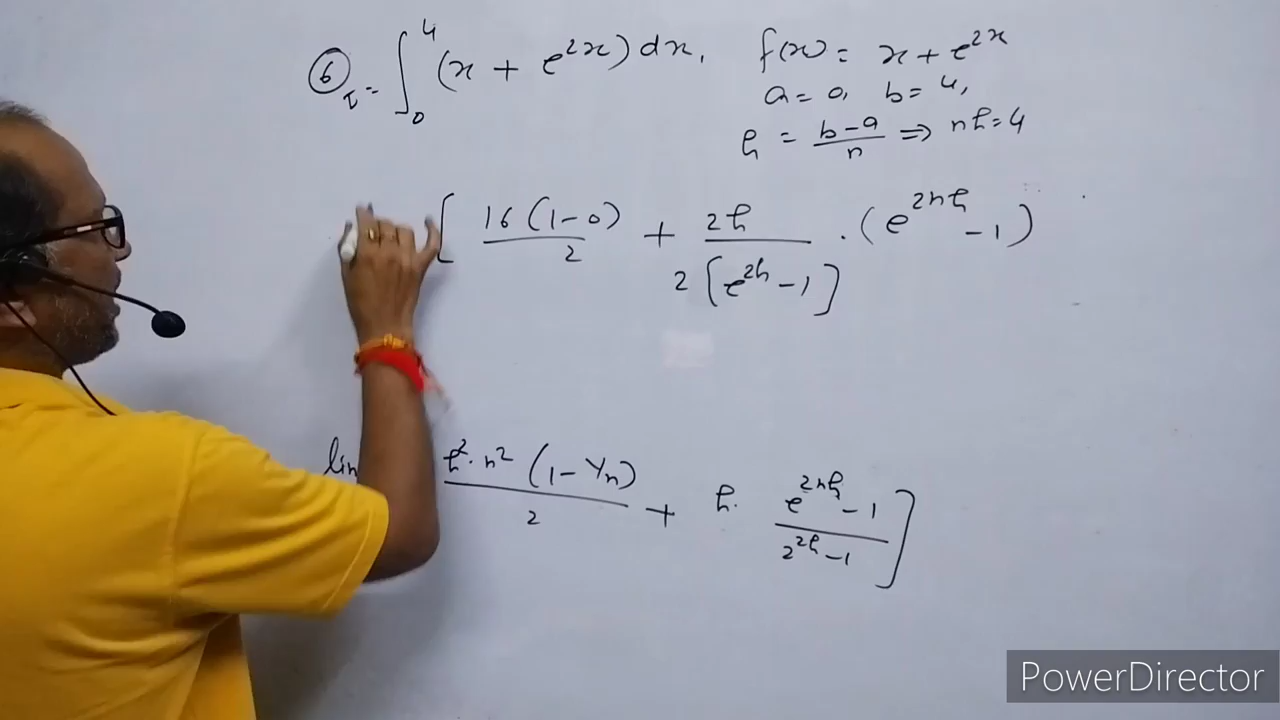 ⑥ I = ∫₀⁴ (x + e^{2x}) dx, f(x) = x + e^{2x}
a = 0, b = 4,
h = (b-a)/n ⇒ nh = 4
[ 16(1-0)/2 + 2h/(2[e^{2h} - 1]) . (e^{2nh} - 1)
h² . n² (1 - 1/n)/2 + h. (e^{2nh} - 1)/(2^{2h} - 1) ]
PowerDirector